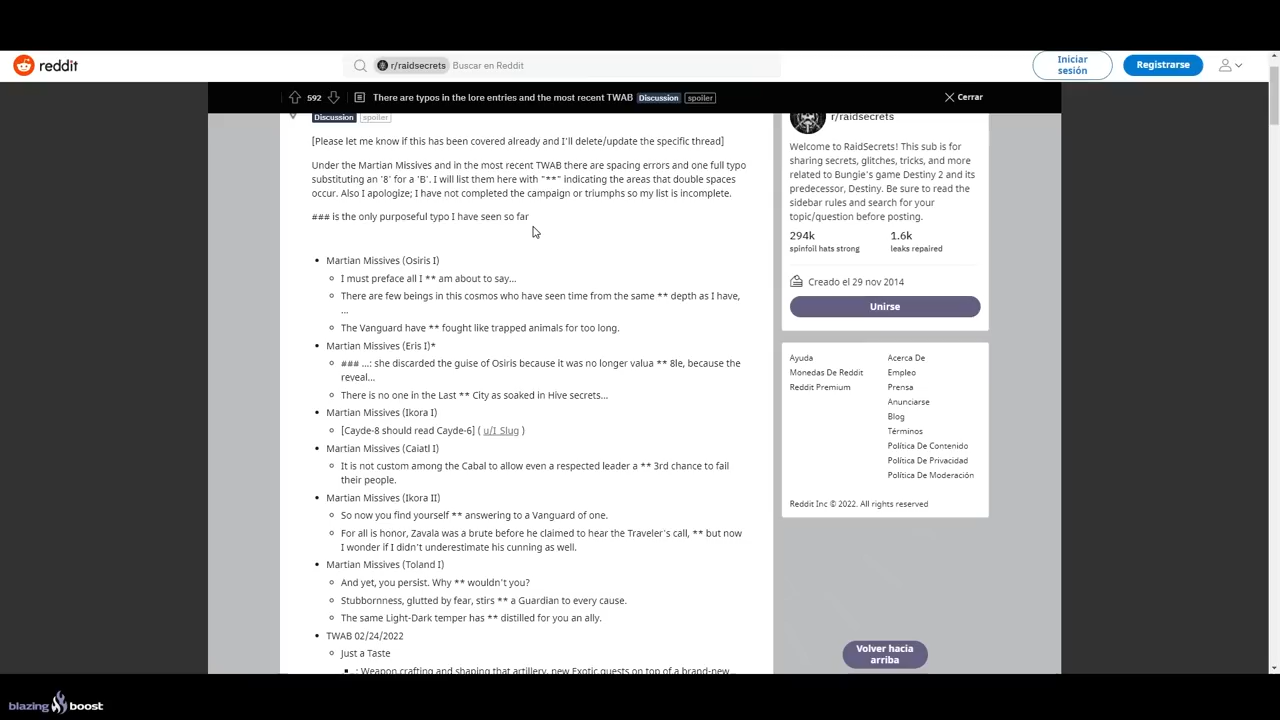 reddit
r/raidsecrets Buscar en Reddit
Iniciar sesión
Registrarse
592 There are typos in the lore entries and the most recent TWAB Discussion spoiler
Cerrar
Discussion spoiler
[Please let me know if this has been covered already and I'll delete/update the specific thread]
Under the Martian Missives and in the most recent TWAB there are spacing errors and one full typo
substituting an '8' for a 'B'. I will list them here with "**" indicating the areas that double spaces
occur. Also I apologize; I have not completed the campaign or triumphs so my list is incomplete.
### is the only purposeful typo I have seen so far
• Martian Missives (Osiris I)
I must preface all I ** am about to say...
There are few beings in this cosmos who have seen time from the same ** depth as I have,
...
The Vanguard have ** fought like trapped animals for too long.
• Martian Missives (Eris I)*
### ...: she discarded the guise of Osiris because it was no longer valua ** 8le, because the
reveal...
There is no one in the Last ** City as soaked in Hive secrets...
• Martian Missives (Ikora I)
[Cayde-8 should read Cayde-6] ( u/I_Slug )
• Martian Missives (Caiatl I)
It is not custom among the Cabal to allow even a respected leader a ** 3rd chance to fail
their people.
• Martian Missives (Ikora II)
So now you find yourself ** answering to a Vanguard of one.
For all is honor, Zavala was a brute before he claimed to hear the Traveler's call, ** but now
I wonder if I didn't underestimate his cunning as well.
• Martian Missives (Toland I)
And yet, you persist. Why ** wouldn't you?
Stubbornness, glutted by fear, stirs ** a Guardian to every cause.
The same Light-Dark temper has ** distilled for you an ally.
• TWAB 02/24/2022
Just a Taste
: Weapon crafting and shaping that artillery, new Exotic quests on top of a brand-new...
r/raidsecrets
Welcome to RaidSecrets! This sub is for
sharing secrets, glitches, tricks, and more
related to Bungie's game Destiny 2 and its
predecessor, Destiny. Be sure to read the
sidebar rules and search for your
topic/question before posting.
294k 1.6k
spinfoil hats strong leaks repaired
Creado el 29 nov 2014
Unirse
Ayuda Acerca De
Monedas De Reddit Empleo
Reddit Premium Prensa
Anunciarse
Blog
Términos
Política De Contenido
Política De Privacidad
Política De Moderación
Reddit Inc © 2022. All rights reserved
Volver hacia
arriba
blazing boost